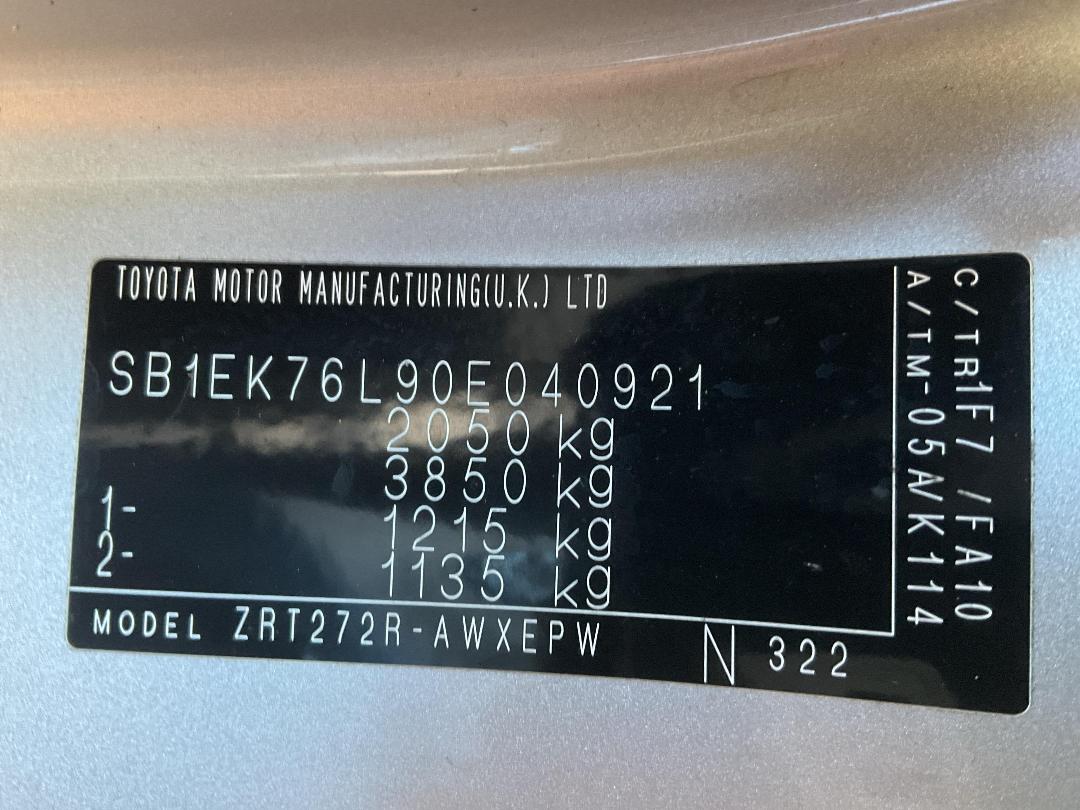 TOYOTA MOTOR MANUFACTURING(U.K.) LTD
SB1EK76L90E040921
2050 kg
3850 kg
1- 1215 kg
2- 1135 kg
MODEL ZRT272R-AWXEPW
N 322
C/TR1F7 /FA10
A/TM-05A/K114